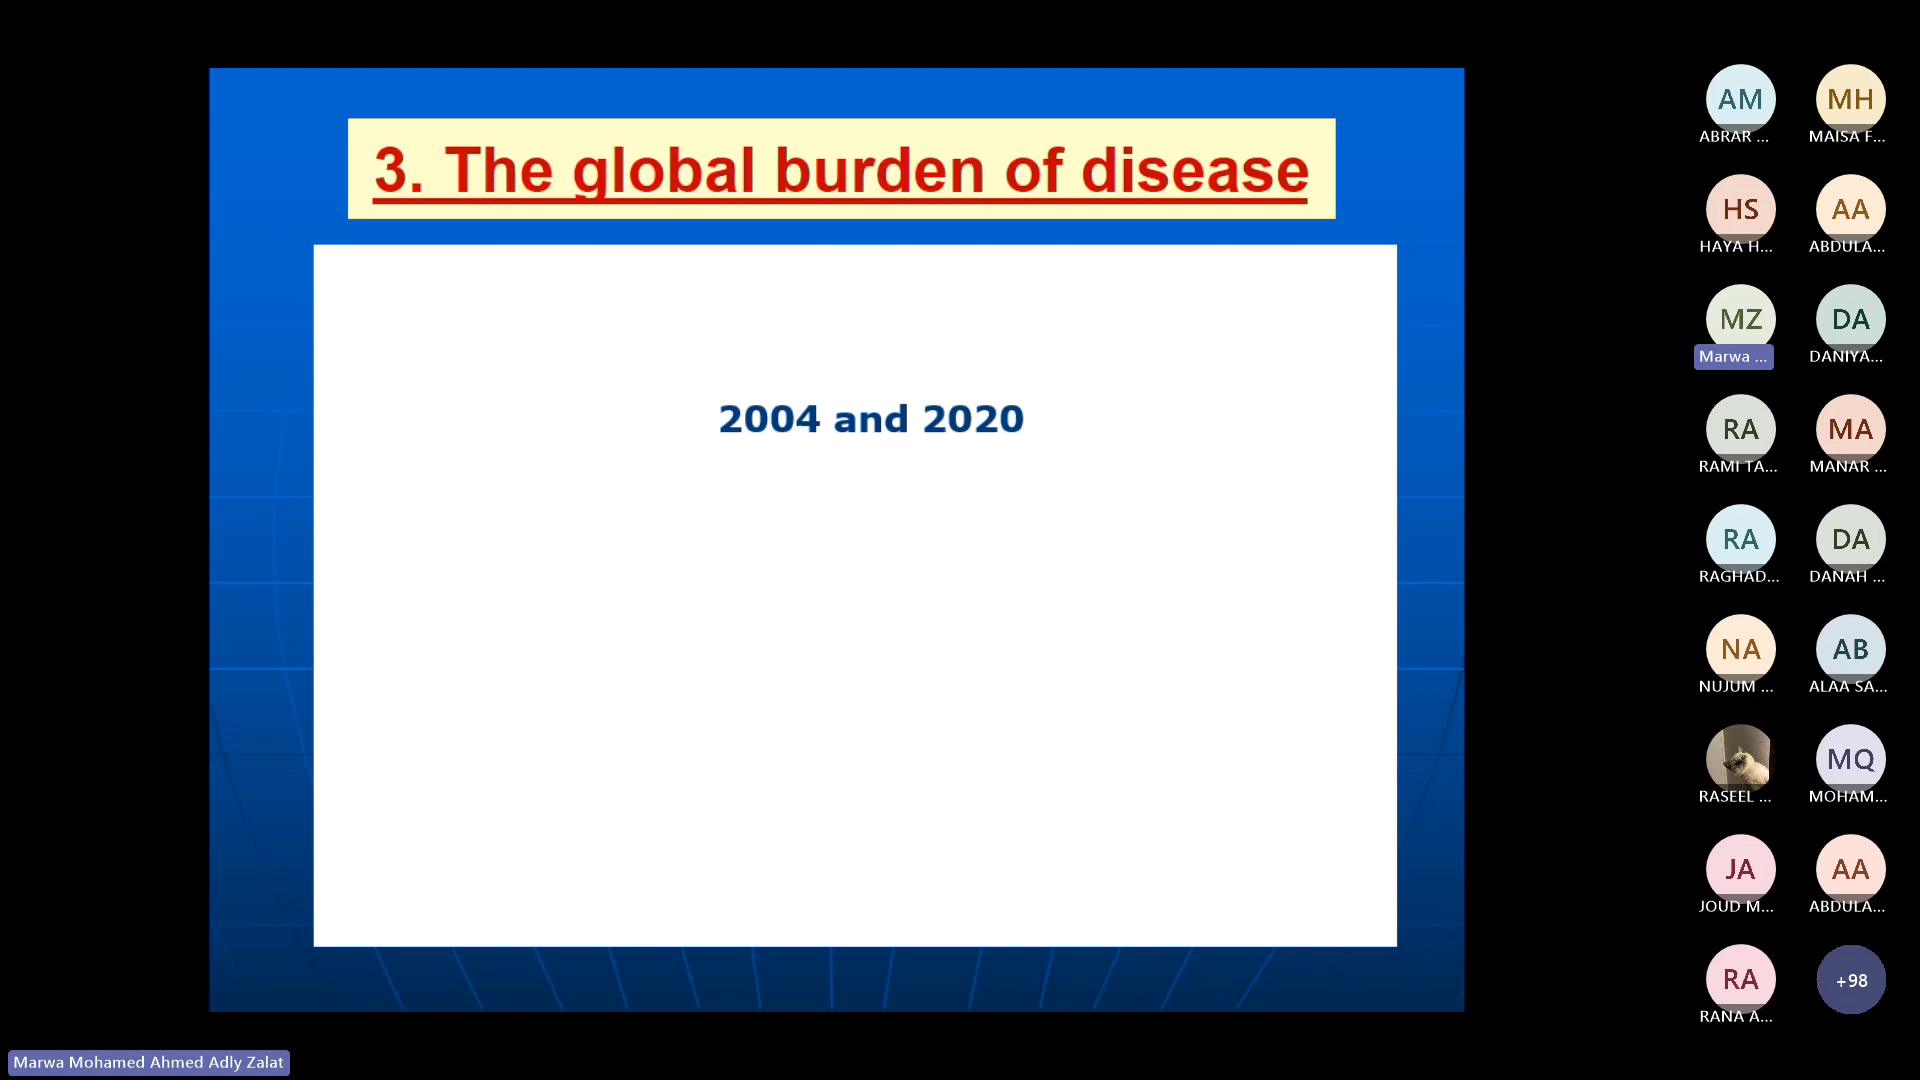 3. The global burden of disease
2004 and 2020
AM
ABRAR ...
MH
MAISA F...
HS
HAYA H...
AA
ABDULA...
MZ
Marwa ...
DA
DANIYA...
RA
RAMI TA...
MA
MANAR ...
RA
RAGHAD...
DA
DANAH ...
NA
NUJUM ...
AB
ALAA SA...
RASEEL ...
MQ
MOHAM...
JA
JOUD M...
AA
ABDULA...
RA
RANA A...
+98
Marwa Mohamed Ahmed Adly Zalat